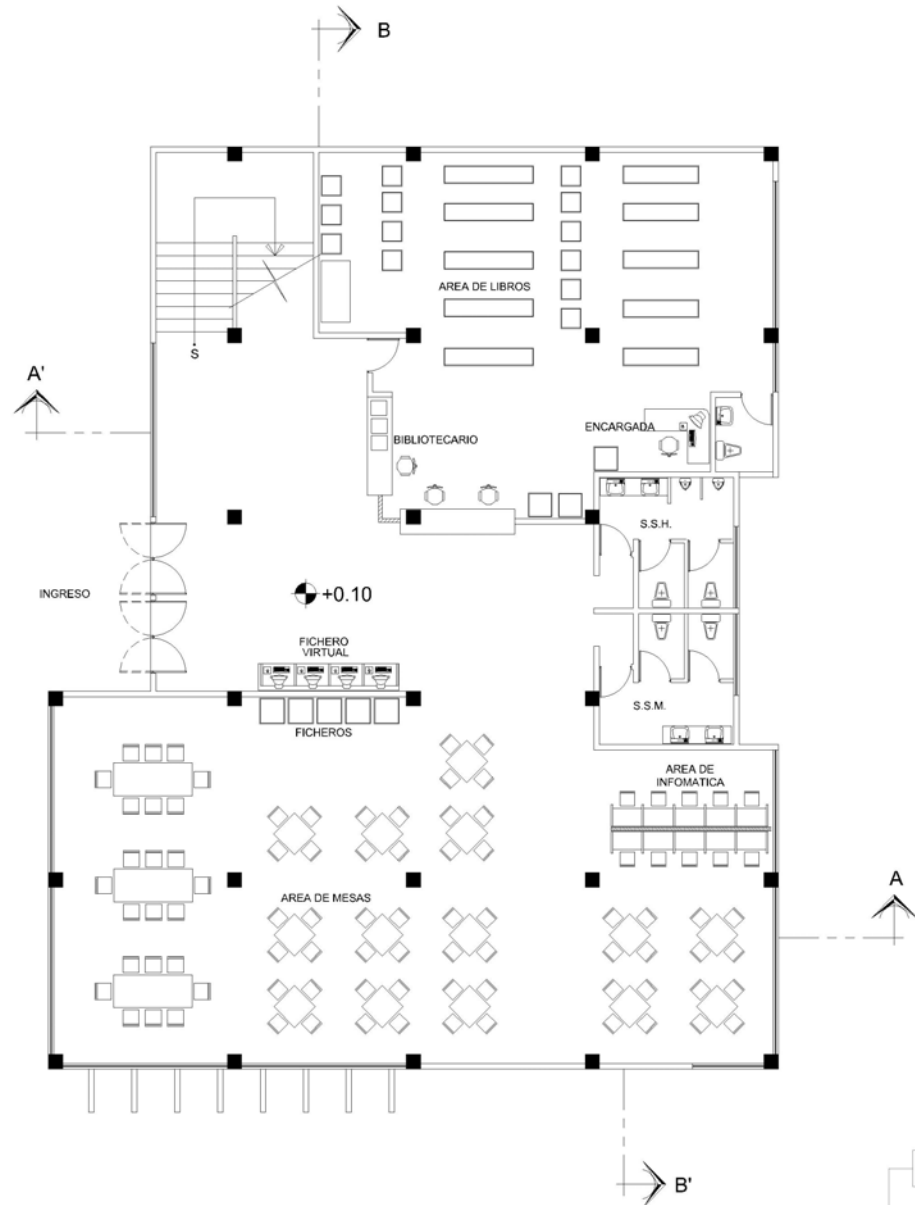 B
AREA DE LIBROS
S
A'
BIBLIOTECARIO
ENCARGADA
S.S.H.
INGRESO
+0.10
FICHERO
VIRTUAL
S.S.M.
FICHEROS
AREA DE
INFOMATICA
AREA DE MESAS
A
B'